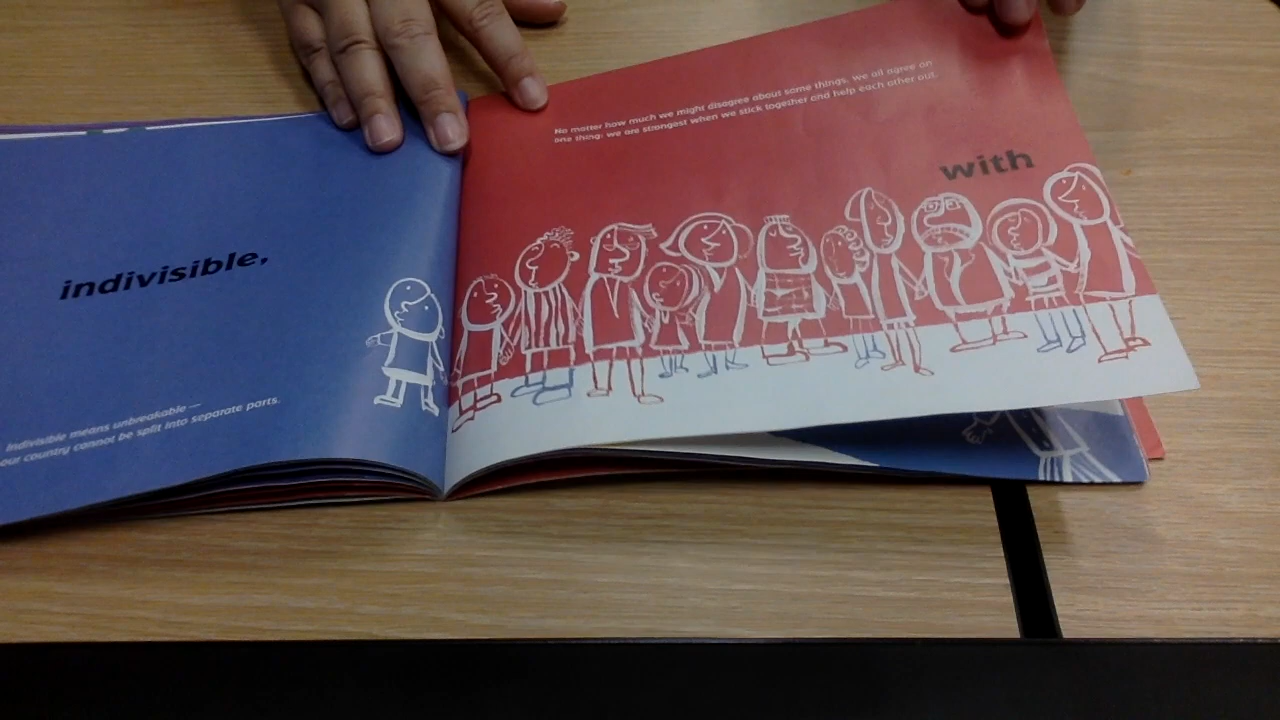 indivisible,
Indivisible means unbreakable —
our country cannot be split into separate parts.
No matter how much we might disagree about some things, we all agree on
one thing: we are strongest when we stick together and help each other out.
with